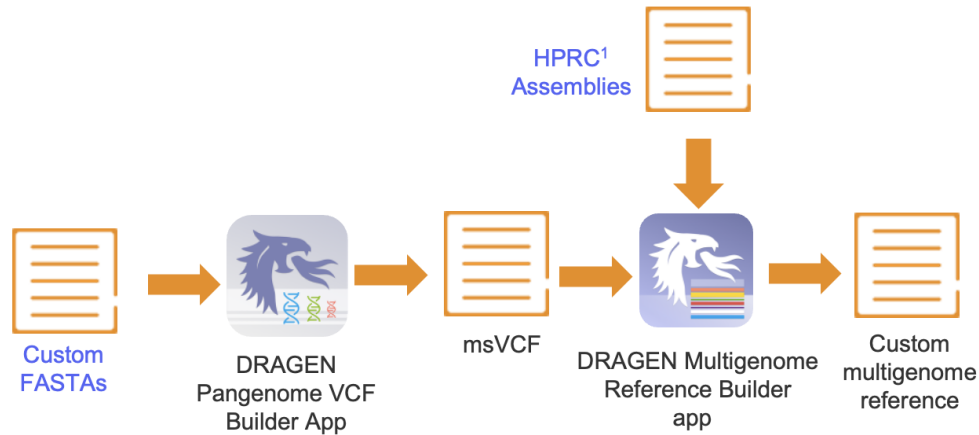 HPRC¹
Assemblies
Custom
FASTAs
DRAGEN
Pangenome VCF
Builder App
msVCF
DRAGEN Multigenome
Reference Builder
app
Custom
multigenome
reference